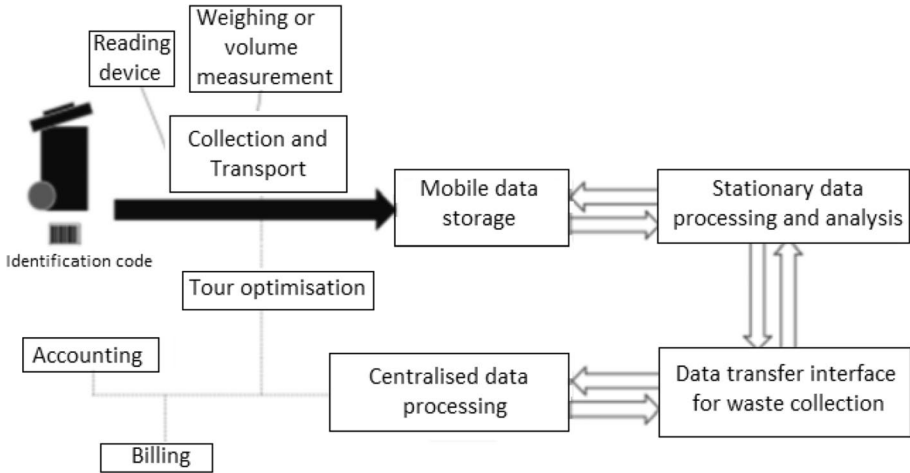 Weighing or
volume
measurement
Reading
device
Collection and
Transport
Mobile data
storage
Stationary data
processing and analysis
Identification code
Tour optimisation
Accounting
Centralised data
processing
Data transfer interface
for waste collection
Billing